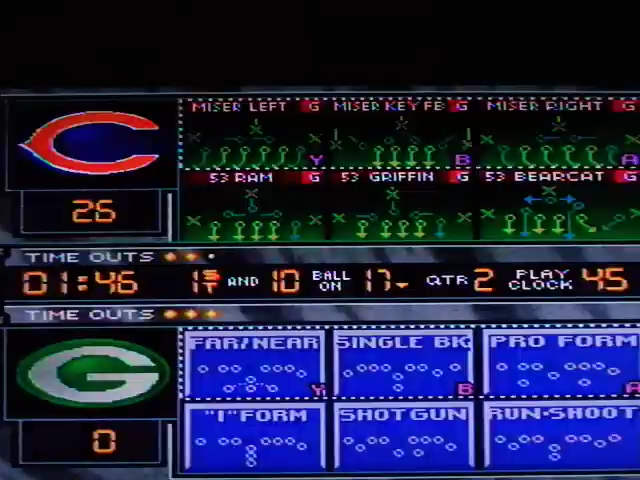 MISER LEFT G MISER KEY FB G MISER RIGHT G
Y B A
53 RAM G 53 GRIFFIN G 53 BEARCAT G
C
26
TIME OUTS
01:46 1ST AND 10 BALL ON 17 QTR 2 PLAY CLOCK 45
TIME OUTS
FAR/NEAR SINGLE BK PRO FORM
Y B A
G
"I"FORM SHOTGUN RUN-SHOOT
0